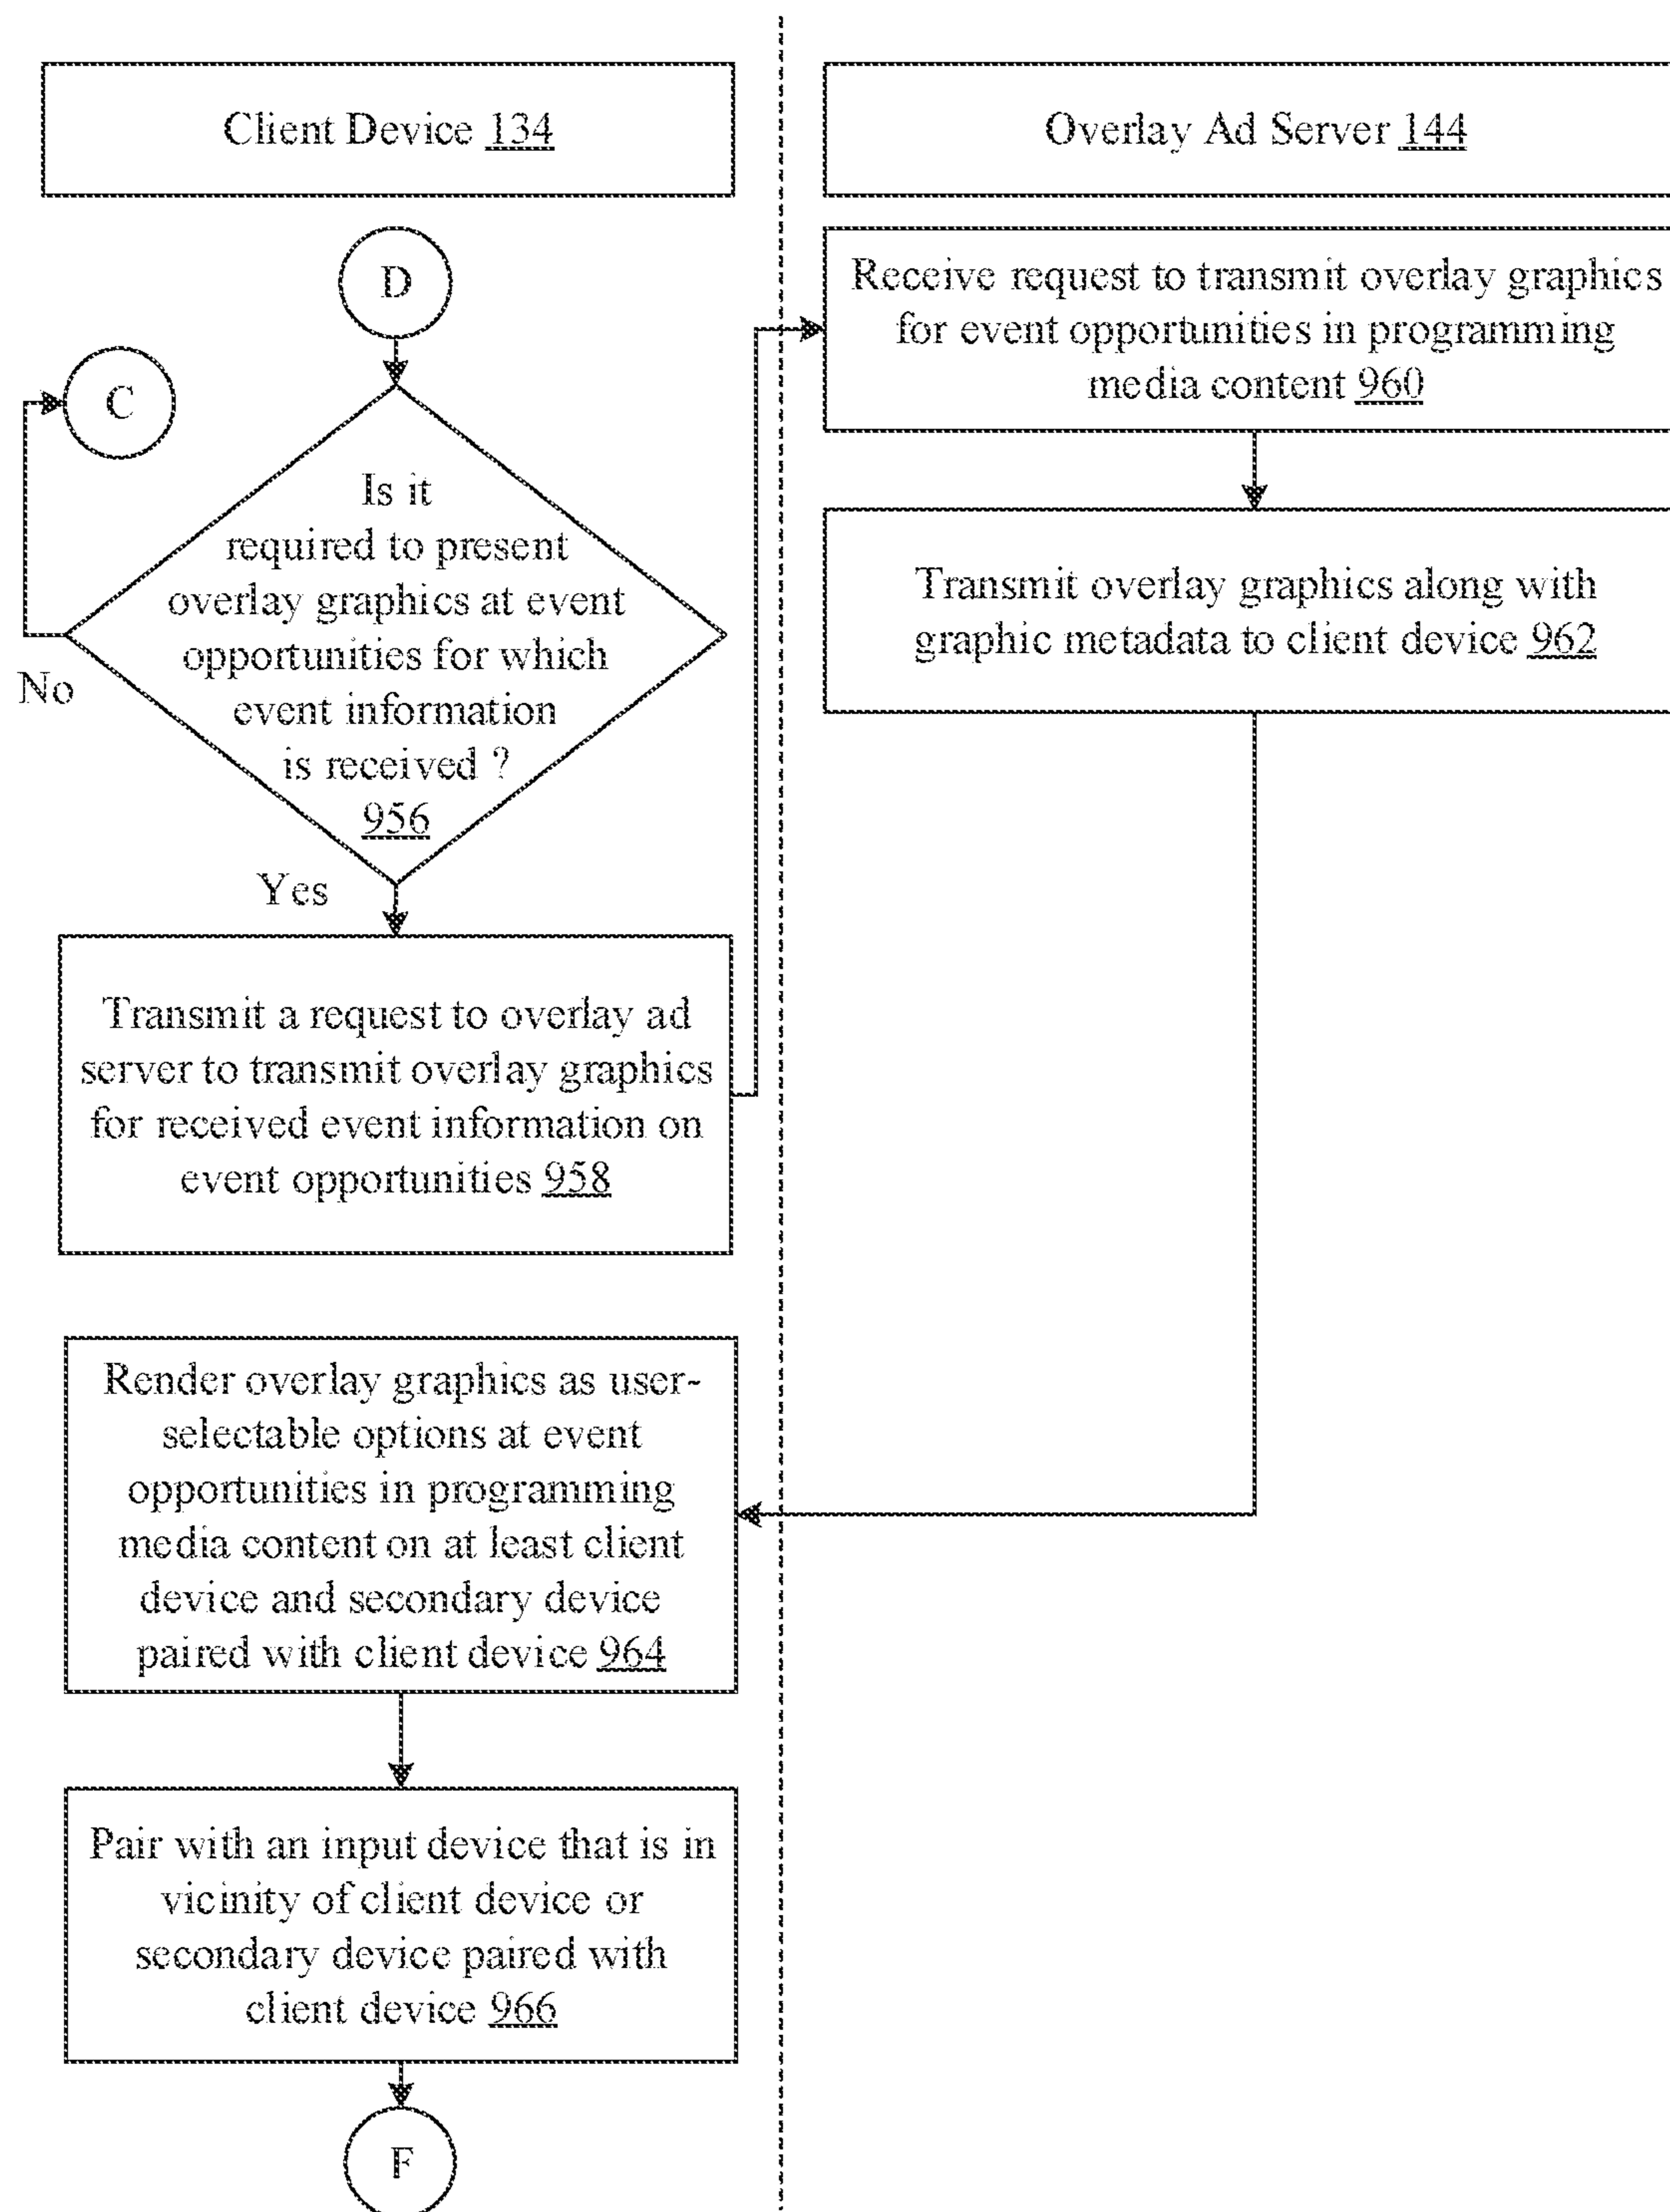 Client Device 134
Overlay Ad Server 144
D
C
Is it
required to present
overlay graphics at event
opportunities for which
event information
is received ?
956
No
Yes
Transmit a request to overlay ad
server to transmit overlay graphics
for received event information on
event opportunities 958
Receive request to transmit overlay graphics
for event opportunities in programming
media content 960
Transmit overlay graphics along with
graphic metadata to client device 962
Render overlay graphics as user-
selectable options at event
opportunities in programming
media content on at least client
device and secondary device
paired with client device 964
Pair with an input device that is in
vicinity of client device or
secondary device paired with
client device 966
F